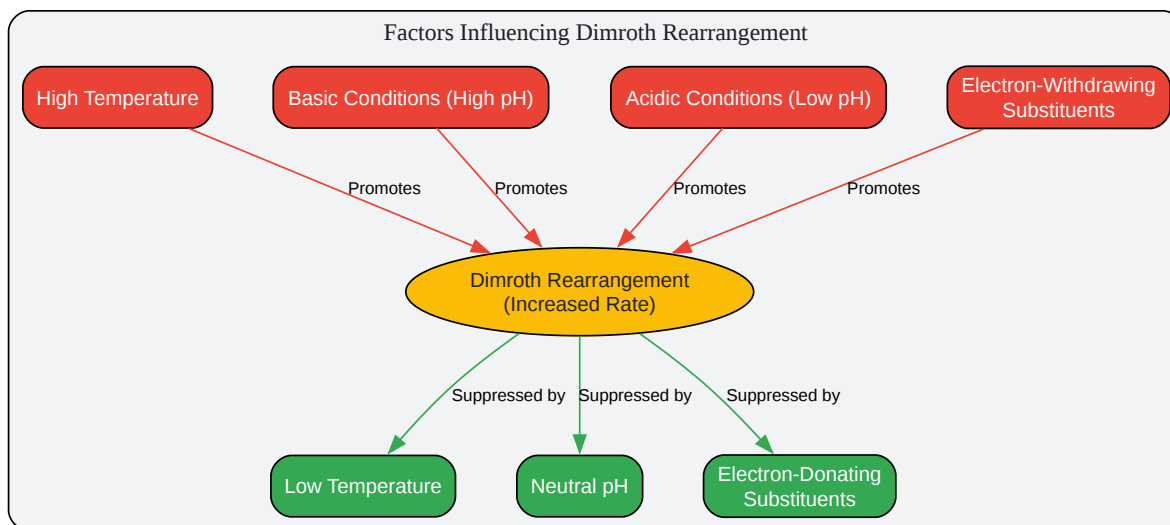 Factors Influencing Dimroth Rearrangement
High Temperature
Basic Conditions (High pH)
Acidic Conditions (Low pH)
Electron-Withdrawing
Substituents
Promotes
Promotes
Promotes
Promotes
Dimroth Rearrangement
(Increased Rate)
Suppressed by
Suppressed by
Suppressed by
Low Temperature
Neutral pH
Electron-Donating
Substituents